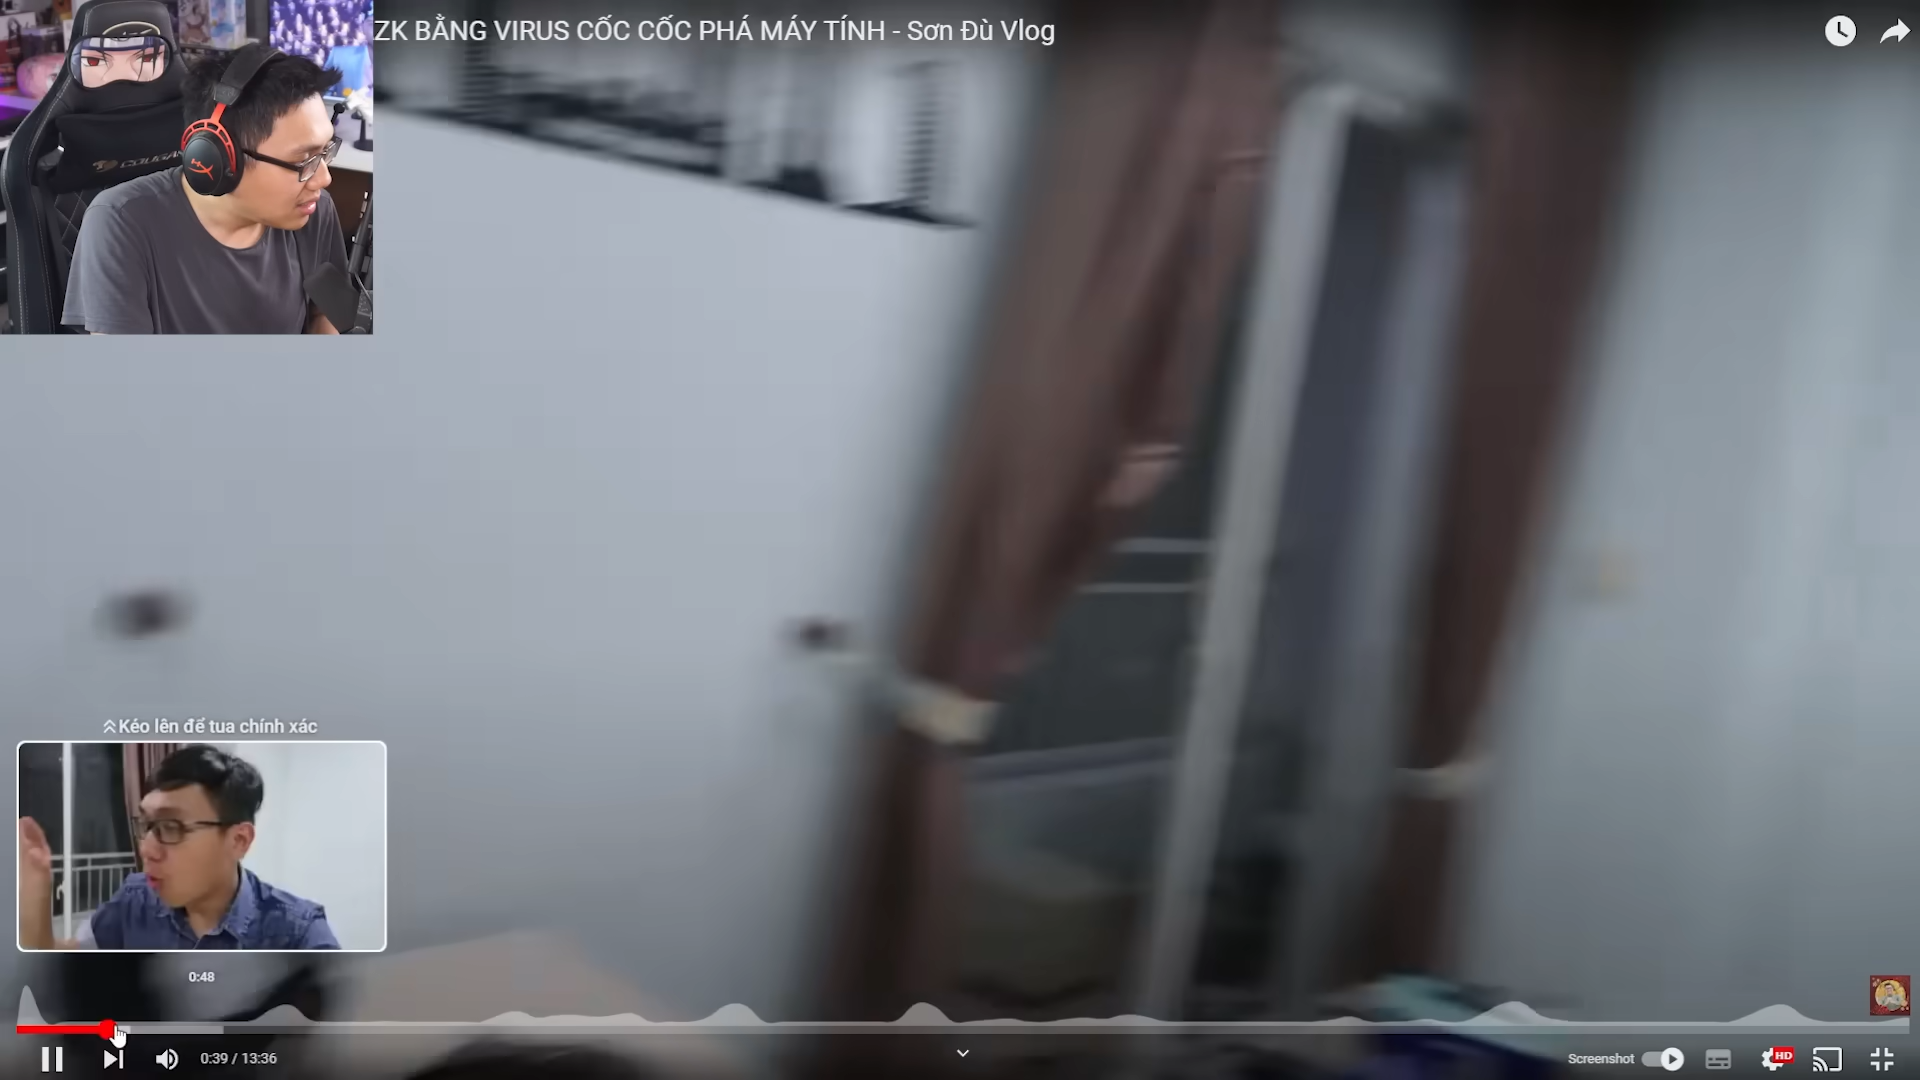 ZK BẰNG VIRUS CỐC CỐC PHÁ MÁY TÍNH - Sơn Đù Vlog
COUGAR
Kéo lên để tua chính xác
0:48
0:39 / 13:36
Screenshot
HD